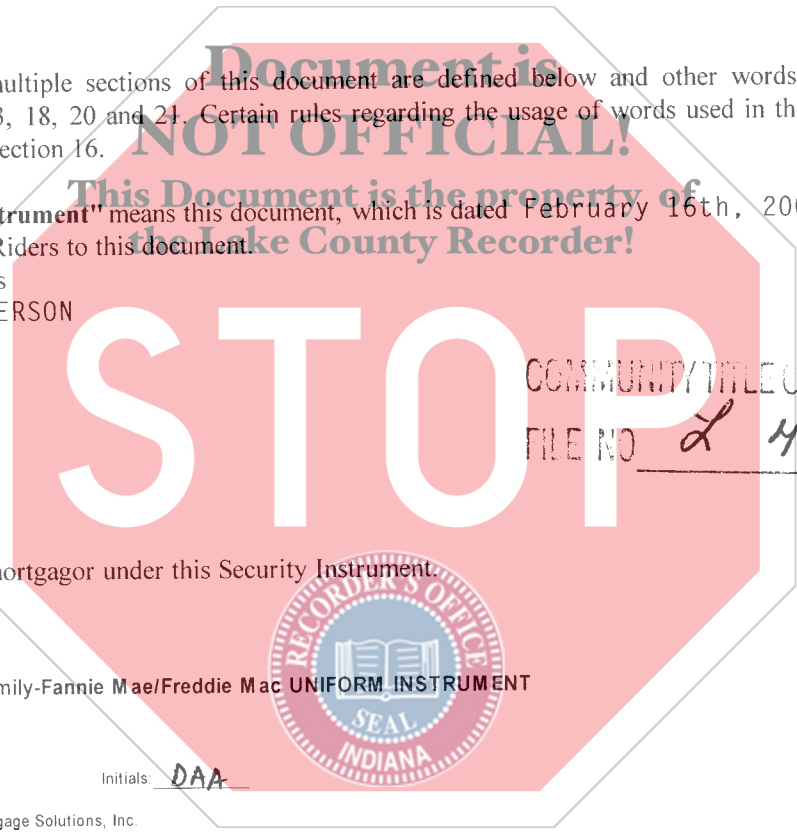 Document is
multiple sections of this document are defined below and other words
3, 18, 20 and 21. Certain rules regarding the usage of words used in th
NOT OFFICIAL!
ection 16.
This Document is the property of
trument" means this document, which is dated February 16th, 200
the Lake County Recorder!
Riders to this document.
s
ERSON
STOP
COMMUNITY TITLE C
FILE NO L
mortgagor under this Security Instrument.
RECORDER'S OFFICE
SEAL
INDIANA
mily-Fannie Mae/Freddie Mac UNIFORM INSTRUMENT
Initials: DAA
gage Solutions, Inc.